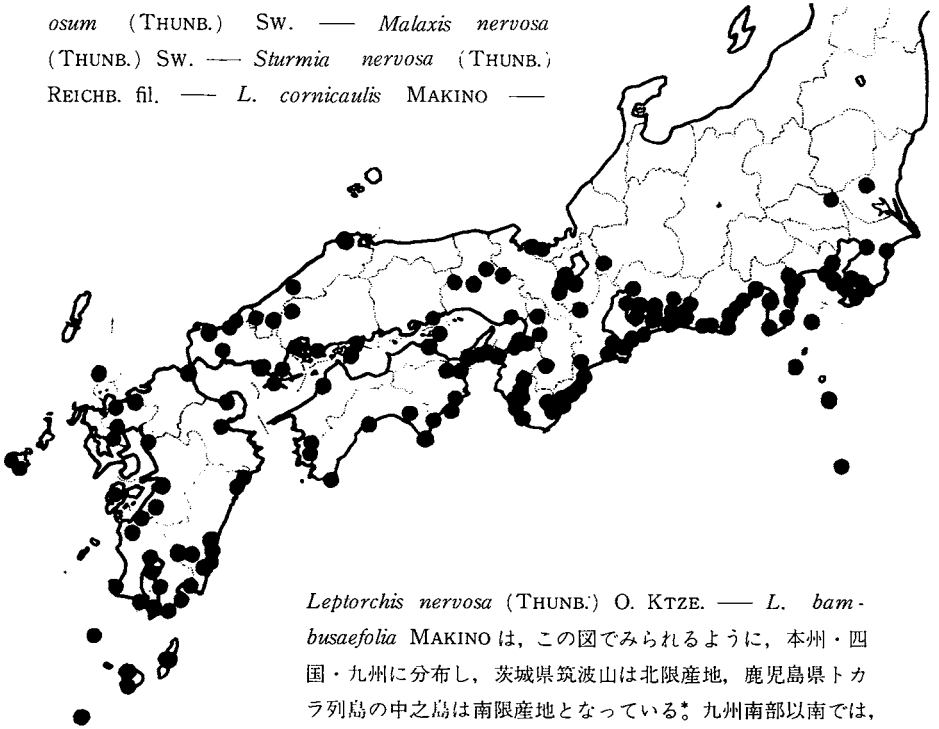 osum (THUNB.) SW. —— Malaxis nervosa
(THUNB.) SW. —— Sturmia nervosa (THUNB.)
REICHB. fil. —— L. cornicaulis MAKINO ——
Leptorchis nervosa (THUNB.) O. KTZE. —— L. bam-
busaefolia MAKINO は，この図でみられるように，本州・四
国・九州に分布し，茨城県筑波山は北限産地，鹿児島県トカ
ラ列島の中之島は南限産地となっている*。九州南部以南では，